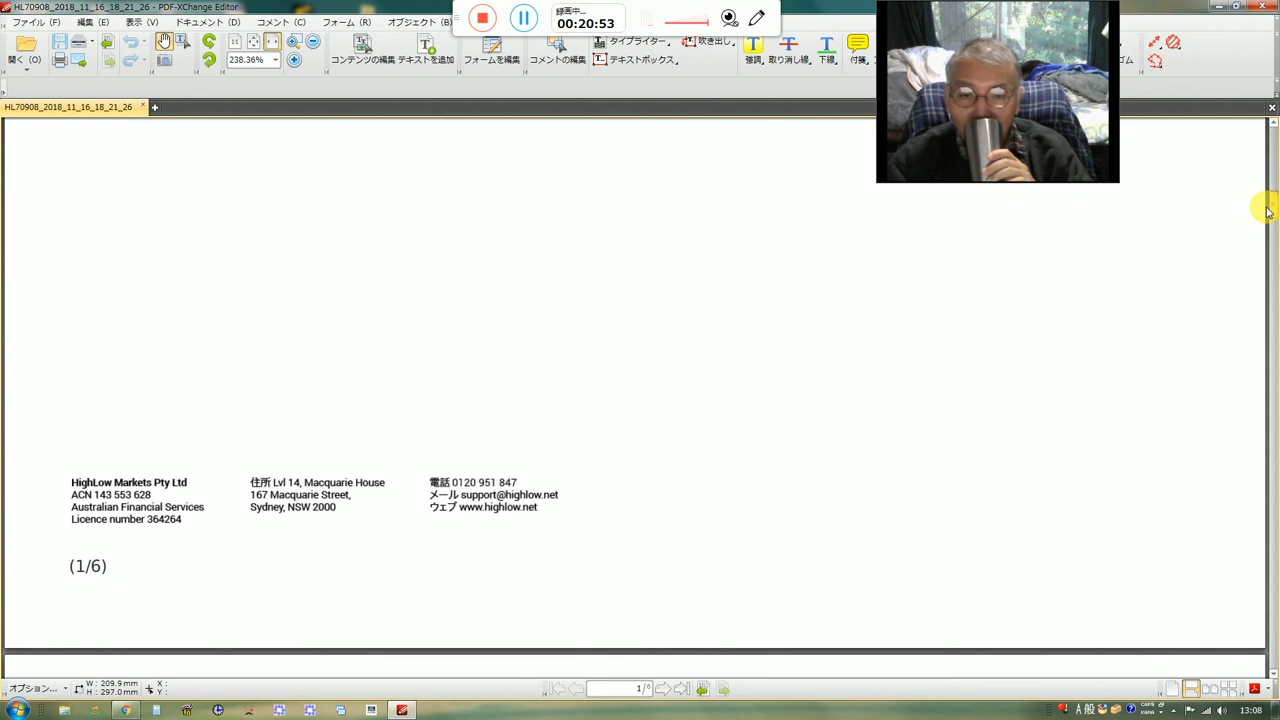 HL70908_2018_11_16_18_21_26 - PDF-XChange Editor
録画中...
00:20:53
ファイル (F) 編集 (E) 表示 (V) ドキュメント (D) コメント (C) フォーム (R) オブジェクト (B
開く (O)
238.36%
コンテンツの編集
テキストを追加
フォームを編集
コメントの編集
タイプライター
テキストボックス
吹き出し
強調
取り消し線
下線
付箋
ゴム
HL70908_2018_11_16_18_21_26
HighLow Markets Pty Ltd
ACN 143 553 628
Australian Financial Services
Licence number 364264
住所 Lvl 14, Macquarie House
167 Macquarie Street,
Sydney, NSW 2000
電話 0120 951 847
メール support@highlow.net
ウェブ www.highlow.net
(1/6)
オプション...
W : 209.9 mm
H : 297.0 mm
X :
Y :
1 / 6
A 般
CAPS
KANA
13:08